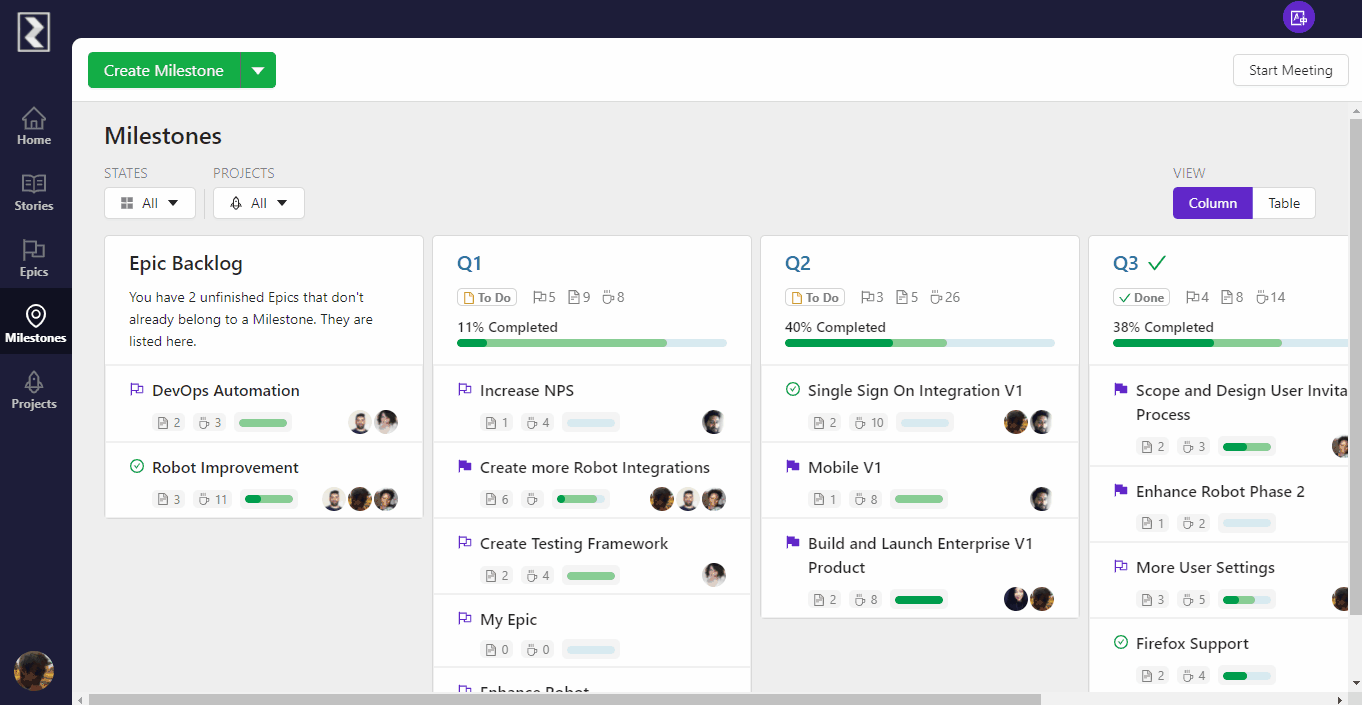 Create Milestone
Start Meeting
Home
Stories
Epics
Milestones
Projects
Milestones
STATES
PROJECTS
VIEW
All
All
Column
Table
Epic Backlog
You have 2 unfinished Epics that don't
already belong to a Milestone. They are
listed here.
DevOps Automation
2 3
Robot Improvement
3 11
Q1
To Do 5 9 8
11% Completed
Increase NPS
1 4
Create more Robot Integrations
6
Create Testing Framework
2 4
My Epic
0 0
Enhance Robot
Q2
To Do 3 5 26
40% Completed
Single Sign On Integration V1
2 10
Mobile V1
1 8
Build and Launch Enterprise V1
Product
2 8
Q3
Done 4 8 14
38% Completed
Scope and Design User Invita
Process
2 3
Enhance Robot Phase 2
1 2
More User Settings
3 5
Firefox Support
2 4